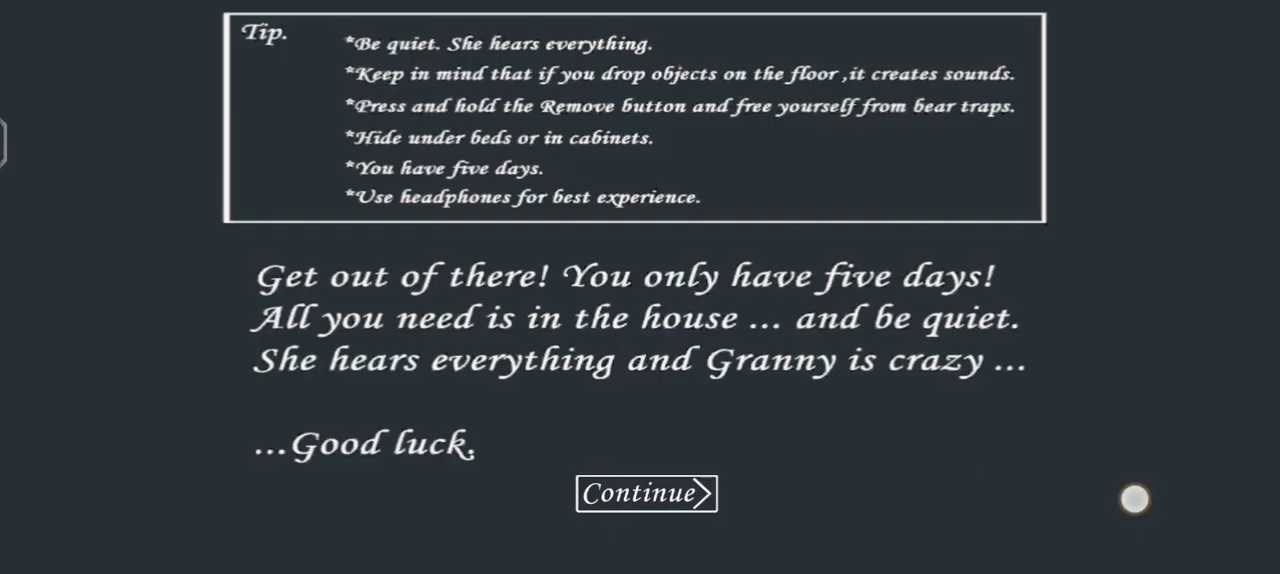 Tip.
*Be quiet. She hears everything.
*Keep in mind that if you drop objects on the floor ,it creates sounds.
*Press and hold the Remove button and free yourself from bear traps.
*Hide under beds or in cabinets.
*You have five days.
*Use headphones for best experience.
Get out of there! You only have five days!
All you need is in the house ... and be quiet.
She hears everything and Granny is crazy ...
...Good luck.
Continue